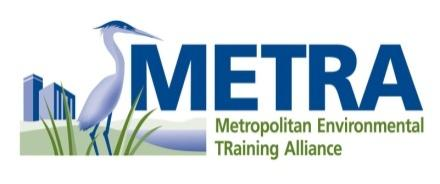 METRA
Metropolitan Environmental
TRaining Alliance